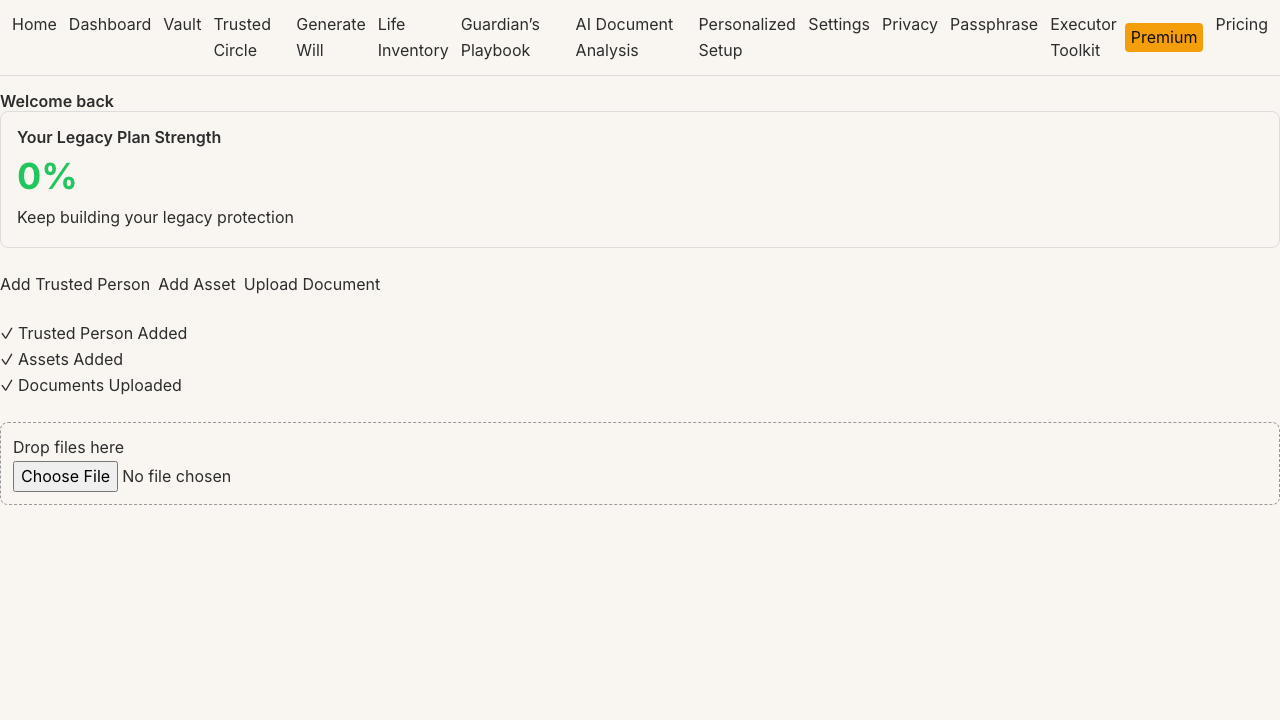 Home Dashboard Vault Trusted Circle Generate Will Life Inventory Guardian's Playbook AI Document Analysis Personalized Setup Settings Privacy Passphrase Executor Toolkit Premium Pricing
Welcome back
Your Legacy Plan Strength
0%
Keep building your legacy protection
Add Trusted Person Add Asset Upload Document
✓ Trusted Person Added
✓ Assets Added
✓ Documents Uploaded
Drop files here
Choose File No file chosen